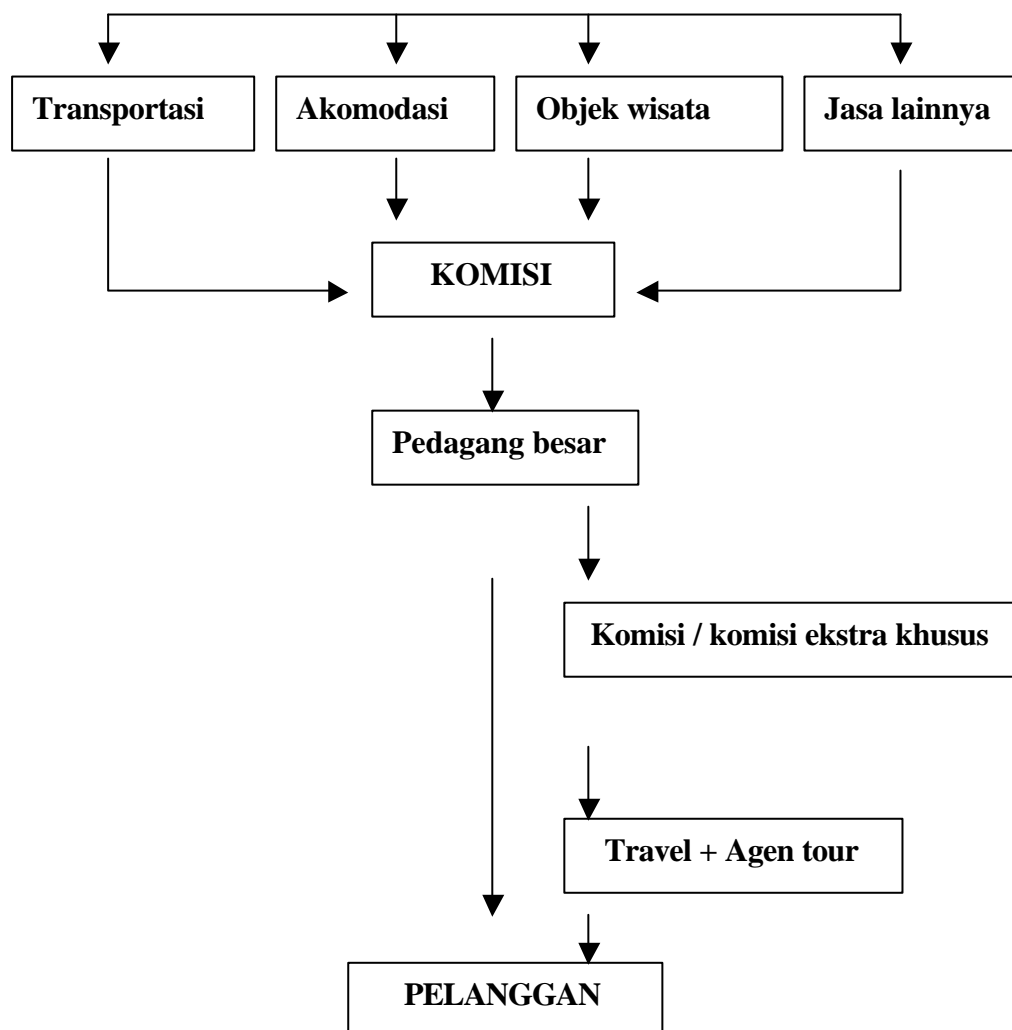 Transportasi
Akomodasi
Objek wisata
Jasa lainnya
KOMISI
Pedagang besar
Komisi / komisi ekstra khusus
Travel + Agen tour
PELANGGAN